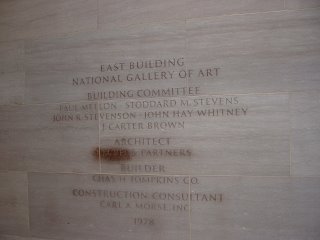 EAST BUILDING
NATIONAL GALLERY OF ART
BUILDING COMMITTEE
PAUL MELLON · STODDARD M. STEVENS
JOHN R. STEVENSON · JOHN HAY WHITNEY
J. CARTER BROWN
ARCHITECT
PARTNERS
BUILDER
CHAS. H. TOMPKINS CO.
CONSTRUCTION CONSULTANT
CARL A. MORSE, INC.
1978